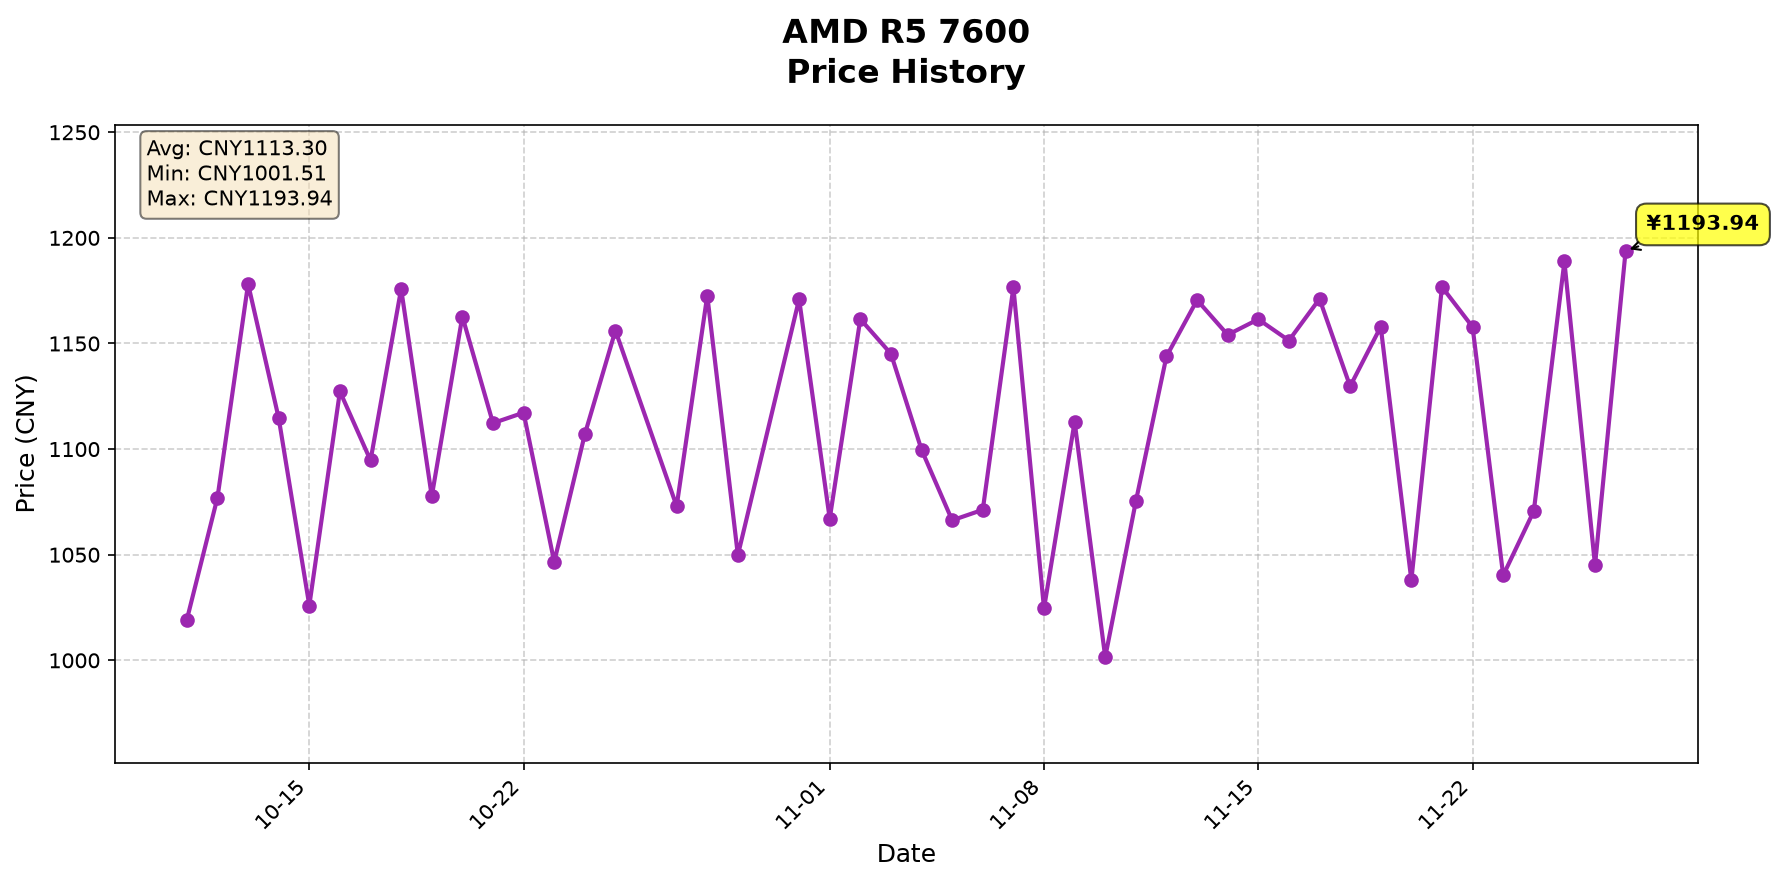 AMD R5 7600
Price History
1250
1200
1150
1100
1050
1000
Price (CNY)
Avg: CNY1113.30
Min: CNY1001.51
Max: CNY1193.94
¥1193.94
10-15
10-22
11-01
11-08
11-15
11-22
Date